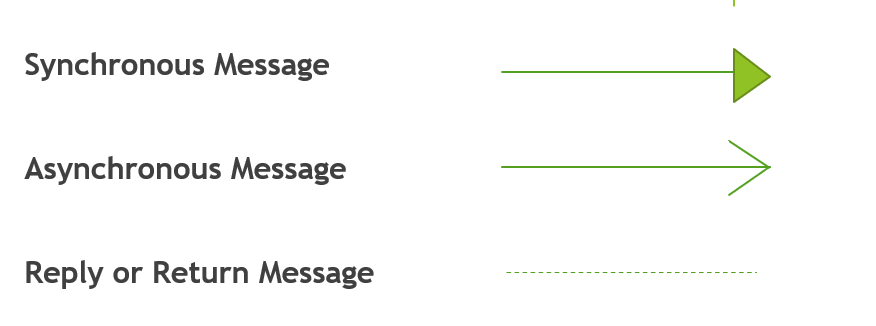 Synchronous Message
Asynchronous Message
Reply or Return Message